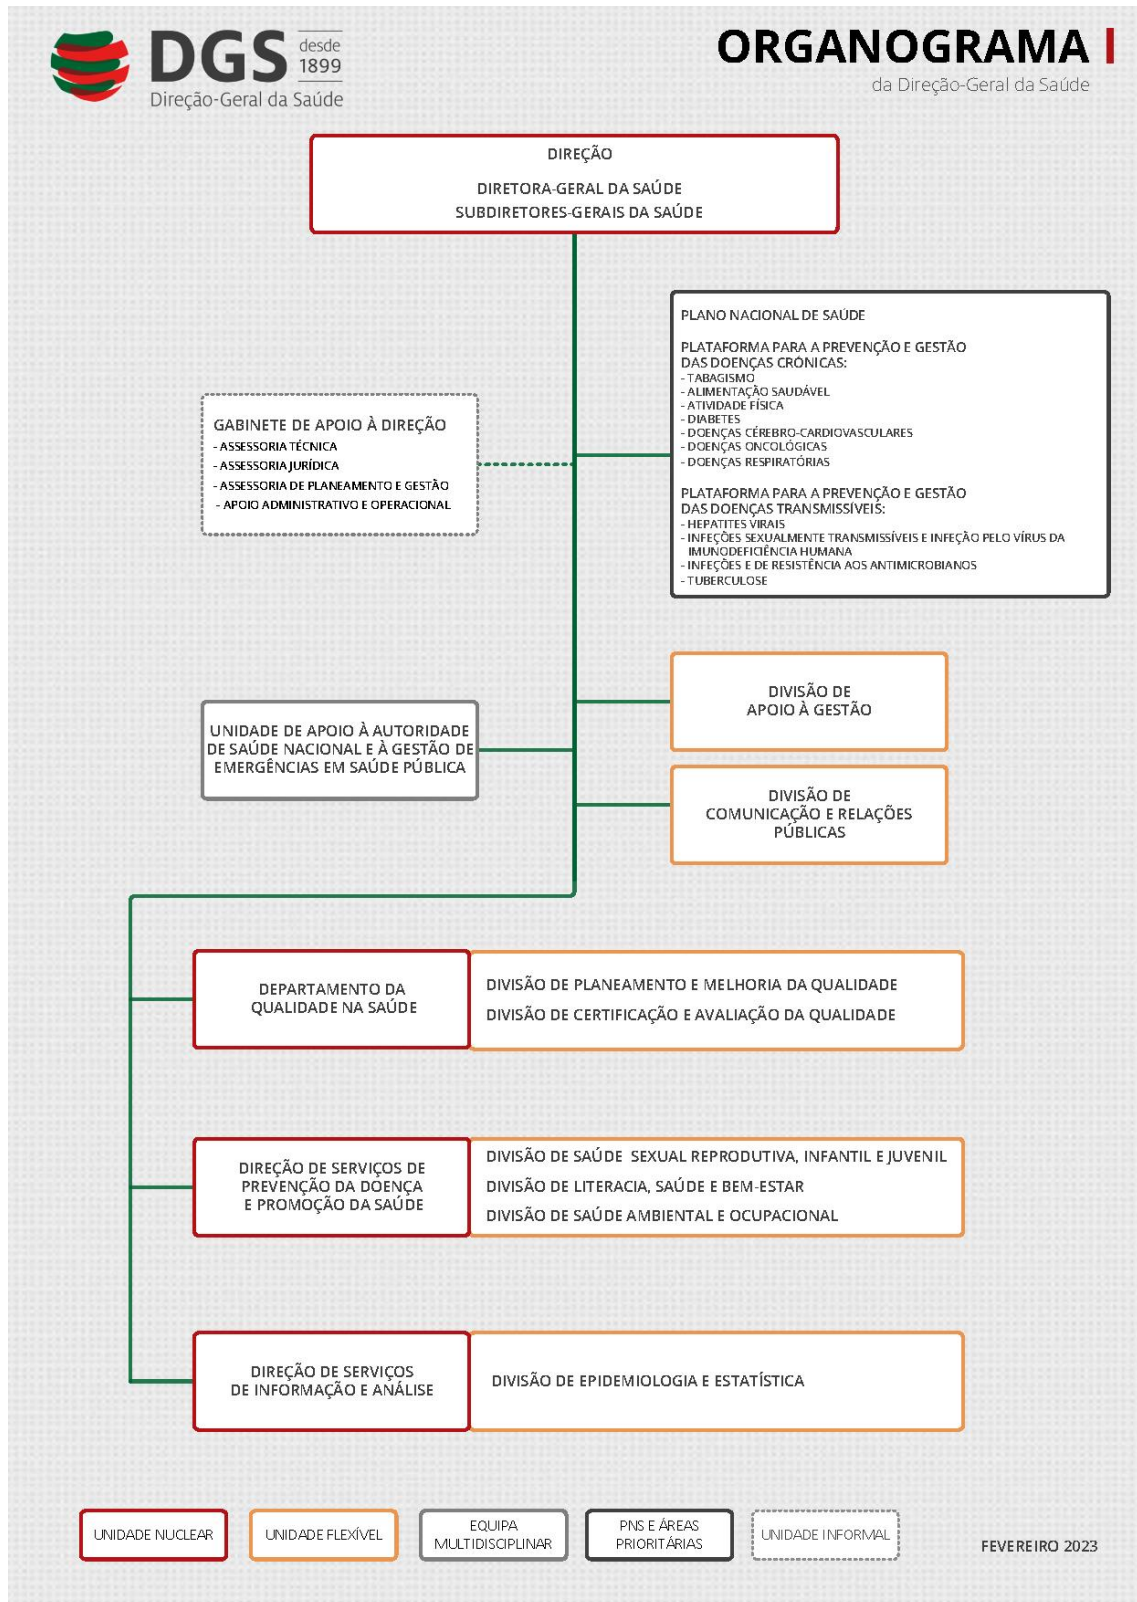 DGS desde 1899
Direção-Geral da Saúde
ORGANOGRAMA
da Direção-Geral da Saúde
DIREÇÃO
DIRETORA-GERAL DA SAÚDE
SUBDIRETORES-GERAIS DA SAÚDE
PLANO NACIONAL DE SAÚDE
PLATAFORMA PARA A PREVENÇÃO E GESTÃO
DAS DOENÇAS CRÓNICAS:
- TABAGISMO
- ALIMENTAÇÃO SAUDÁVEL
- ATIVIDADE FÍSICA
- DIABETES
- DOENÇAS CÉREBRO-CARDIOVASCULARES
- DOENÇAS ONCOLÓGICAS
- DOENÇAS RESPIRATÓRIAS
PLATAFORMA PARA A PREVENÇÃO E GESTÃO
DAS DOENÇAS TRANSMISSÍVEIS:
- HEPATITES VIRAIS
- INFEÇÕES SEXUALMENTE TRANSMISSÍVEIS E INFEÇÃO PELO VÍRUS DA
IMUNODEFICIÊNCIA HUMANA
- INFEÇÕES E DE RESISTÊNCIA AOS ANTIMICROBIANOS
- TUBERCULOSE
GABINETE DE APOIO À DIREÇÃO
- ASSESSORIA TÉCNICA
- ASSESSORIA JURÍDICA
- ASSESSORIA DE PLANEAMENTO E GESTÃO
- APOIO ADMINISTRATIVO E OPERACIONAL
DIVISÃO DE
APOIO À GESTÃO
UNIDADE DE APOIO À AUTORIDADE
DE SAÚDE NACIONAL E À GESTÃO DE
EMERGÊNCIAS EM SAÚDE PÚBLICA
DIVISÃO DE
COMUNICAÇÃO E RELAÇÕES
PÚBLICAS
DEPARTAMENTO DA
QUALIDADE NA SAÚDE
DIVISÃO DE PLANEAMENTO E MELHORIA DA QUALIDADE
DIVISÃO DE CERTIFICAÇÃO E AVALIAÇÃO DA QUALIDADE
DIREÇÃO DE SERVIÇOS DE
PREVENÇÃO DA DOENÇA
E PROMOÇÃO DA SAÚDE
DIVISÃO DE SAÚDE SEXUAL REPRODUTIVA, INFANTIL E JUVENIL
DIVISÃO DE LITERACIA, SAÚDE E BEM-ESTAR
DIVISÃO DE SAÚDE AMBIENTAL E OCUPACIONAL
DIREÇÃO DE SERVIÇOS
DE INFORMAÇÃO E ANÁLISE
DIVISÃO DE EPIDEMIOLOGIA E ESTATÍSTICA
UNIDADE NUCLEAR
UNIDADE FLEXÍVEL
EQUIPA
MULTIDISCIPLINAR
PNS E ÁREAS
PRIORITÁRIAS
UNIDADE INFORMAL
FEVEREIRO 2023